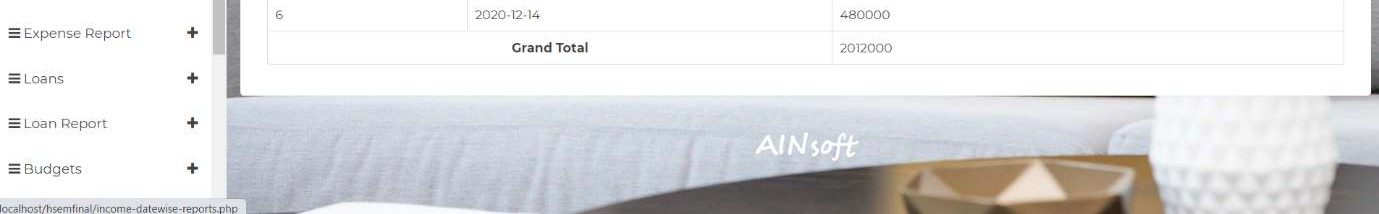 6 2020-12-14 480000
Expense Report
Grand Total 2012000
Loans
Loan Report
AINsoft
Budgets
localhost/hsemfinal/income-datewise-reports.php